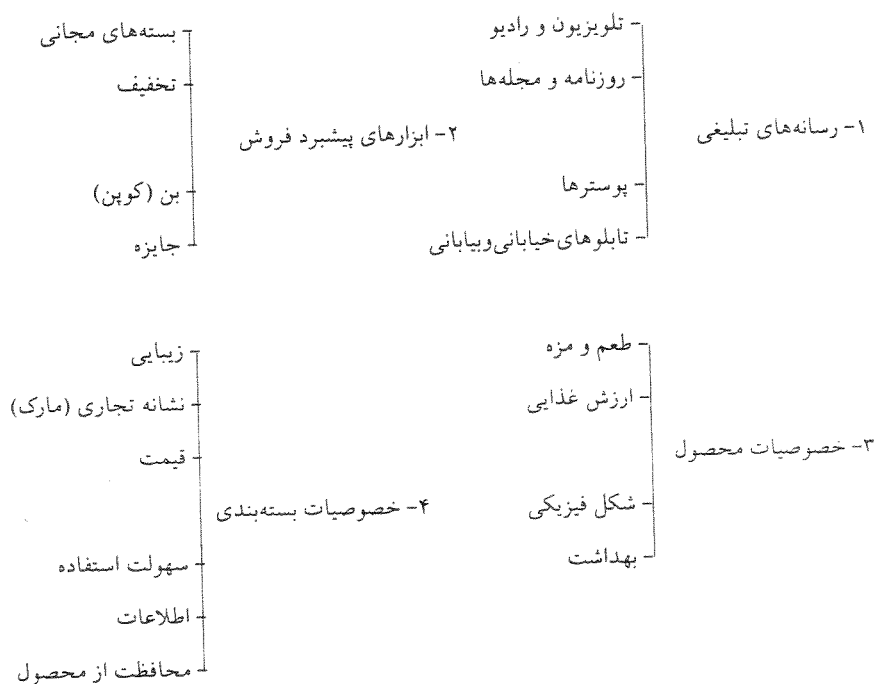 ۱- رسانه‌های تبلیغی
تلویزیون و رادیو
روزنامه و مجله‌ها
پوسترها
تابلوهای‌خیابانی‌وبیابانی
۲- ابزارهای پیشبرد فروش
بسته‌های مجانی
تخفیف
بن (کوپن)
جایزه
۳- خصوصیات محصول
طعم و مزه
ارزش غذایی
شکل فیزیکی
بهداشت
۴- خصوصیات بسته‌بندی
زیبایی
نشانه تجاری (مارک)
قیمت
سهولت استفاده
اطلاعات
محافظت از محصول